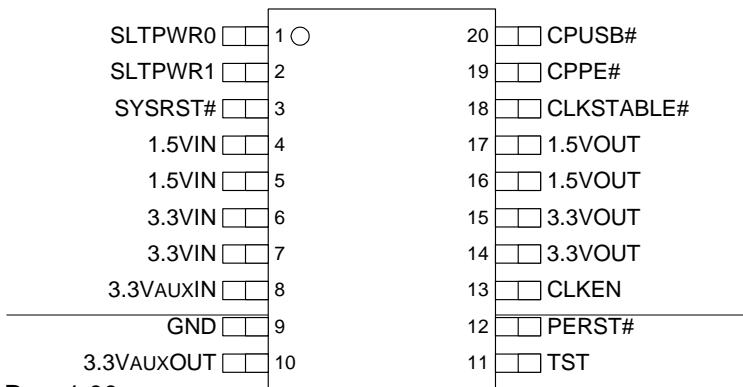 SLTPWR0 1 20 CPUSB#
SLTPWR1 2 19 CPPE#
SYSRST# 3 18 CLKSTABLE#
1.5VIN 4 17 1.5VOUT
1.5VIN 5 16 1.5VOUT
3.3VIN 6 15 3.3VOUT
3.3VIN 7 14 3.3VOUT
3.3VAUXIN 8 13 CLKEN
GND 9 12 PERST#
3.3VAUXOUT 10 11 TST